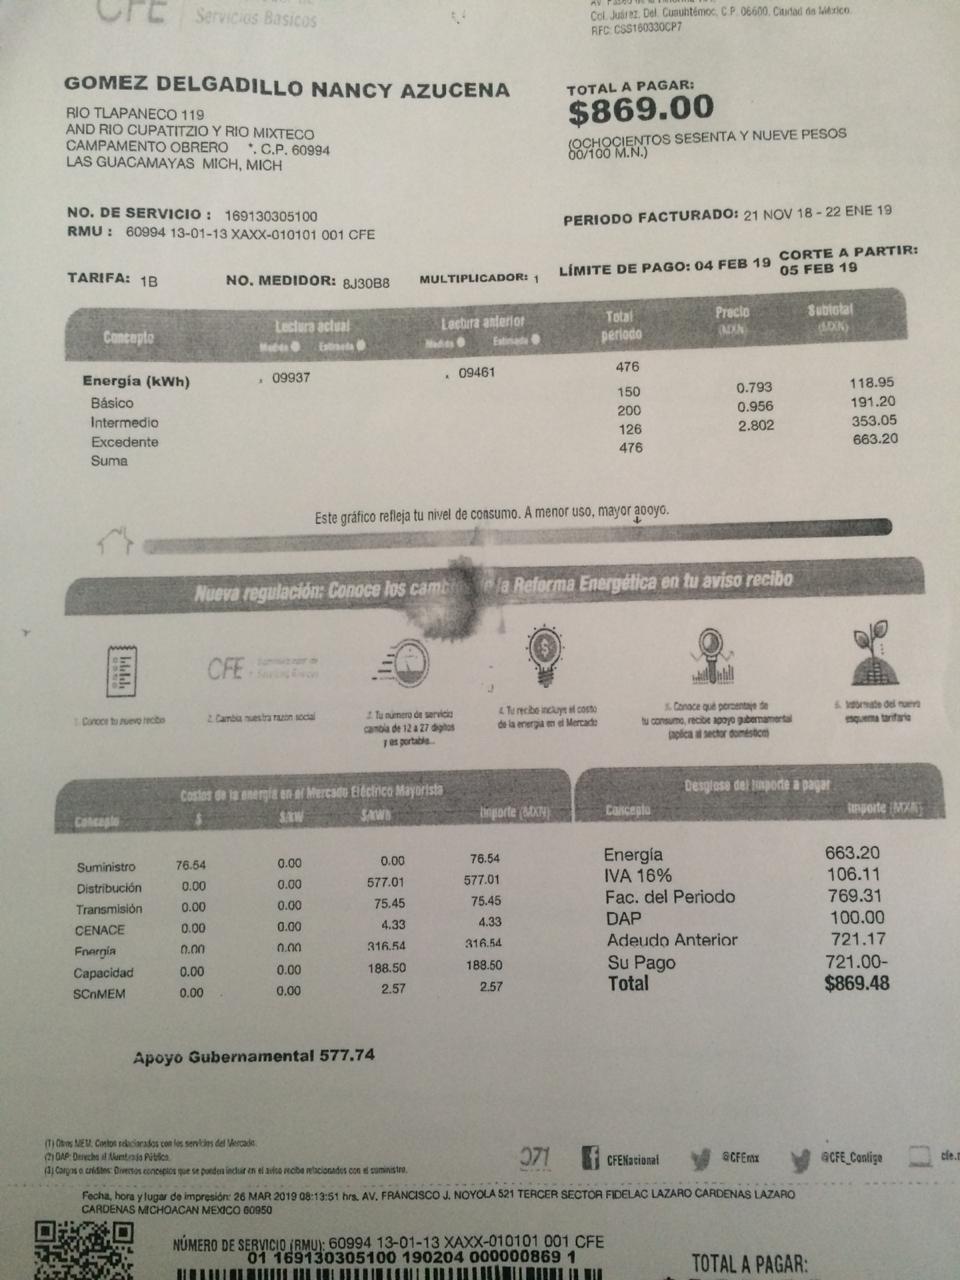 CFE Servicios Básicos
Col. Juárez, Del. Cuauhtémoc, C.P. 06600, Ciudad de México.
RFC: CSS160330CP7
GOMEZ DELGADILLO NANCY AZUCENA
RIO TLAPANECO 119
AND RIO CUPATITZIO Y RIO MIXTECO
CAMPAMENTO OBRERO *. C.P. 60994
LAS GUACAMAYAS MICH, MICH
TOTAL A PAGAR:
$869.00
(OCHOCIENTOS SESENTA Y NUEVE PESOS
00/100 M.N.)
NO. DE SERVICIO : 169130305100
RMU : 60994 13-01-13 XAXX-010101 001 CFE
PERIODO FACTURADO: 21 NOV 18 - 22 ENE 19
TARIFA: 1B NO. MEDIDOR: 8J30B8 MULTIPLICADOR: 1 LÍMITE DE PAGO: 04 FEB 19 CORTE A PARTIR:
05 FEB 19
Concepto Lectura actual Lectura anterior Total periodo Precio (MXN) Subtotal (MXN)
Medida Estimada Medida Estimada
Energía (kWh) 09937 09461 476
Básico 150 0.793 118.95
Intermedio 200 0.956 191.20
Excedente 126 2.802 353.05
Suma 476 663.20
Este gráfico refleja tu nivel de consumo. A menor uso, mayor apoyo.
Nueva regulación: Conoce los la Reforma Energética en tu aviso recibo
CFE
1. Conoce tu nuevo recibo
2. Cambia nuestra razón social
3. Tu número de servicio
cambia de 12 a 27 dígitos
y es portable...
4. Tu recibo incluye el costo
de la energía en el Mercado
5. Conoce qué porcentaje de
tu consumo, recibe apoyo gubernamental
(aplica al sector doméstico)
6. Infórmate del nuevo
esquema tarifario
Costos de la energía en el Mercado Eléctrico Mayorista
Concepto $ $/kW $/kWh Importe (MXN)
Suministro 76.54 0.00 0.00 76.54
Distribución 0.00 0.00 577.01 577.01
Transmisión 0.00 0.00 75.45 75.45
CENACE 0.00 0.00 4.33 4.33
Energía 0.00 0.00 316.54 316.54
Capacidad 0.00 0.00 188.50 188.50
SCnMEM 0.00 0.00 2.57 2.57
Desglose del importe a pagar
Concepto Importe (MXN)
Energía 663.20
IVA 16% 106.11
Fac. del Periodo 769.31
DAP 100.00
Adeudo Anterior 721.17
Su Pago 721.00-
Total $869.48
Apoyo Gubernamental 577.74
(1) Otros MEM: Costos relacionados con los servicios del Mercado.
(2) DAP: Derecho al Alumbrado Público.
(3) Cargos o créditos: Diversos conceptos que se pueden incluir en el aviso recibo relacionados con el suministro.
071 CFENacional @CFEmx @CFE_Contigo
Fecha, hora y lugar de impresión: 26 MAR 2019 08:13:51 hrs. AV. FRANCISCO J. NOYOLA 521 TERCER SECTOR FIDELAC LAZARO CARDENAS LAZARO
CARDENAS MICHOACAN MEXICO 60950
NÚMERO DE SERVICIO (RMU): 60994 13-01-13 XAXX-010101 001 CFE
01 169130305100 190204 000000869 1
TOTAL A PAGAR: